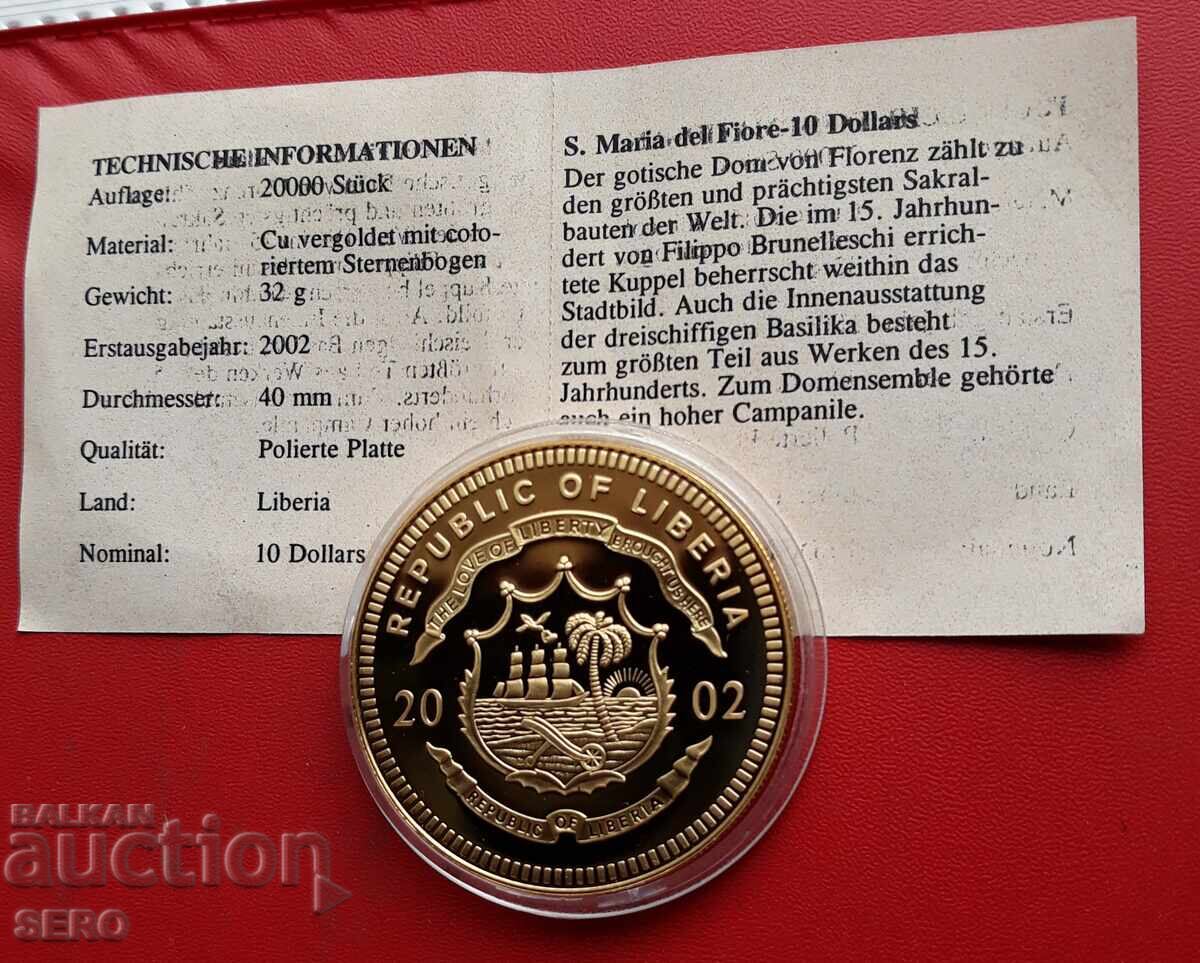 TECHNISCHE INFORMATIONEN
Auflage: 20000 Stück
Material: Cu vergoldet mit colo-
riertem Sternenbogen
Gewicht: 32 g
Erstausgabejahr: 2002
Durchmesser: 40 mm
Qualität: Polierte Platte
Land: Liberia
Nominal: 10 Dollars
S. Maria del Fiore-10 Dollars
Der gotische Dom von Florenz zählt zu
den größten und prächtigsten Sakral-
bauten der Welt. Die im 15. Jahrhun-
dert von Filippo Brunelleschi errich-
tete Kuppel beherrscht weithin das
Stadtbild. Auch die Innenausstattung
der dreischiffigen Basilika besteht
zum größten Teil aus Werken des 15.
Jahrhunderts. Zum Domensemble gehörte
auch ein hoher Campanile.
REPUBLIC OF LIBERIA
THE LOVE OF LIBERTY BROUGHT US HERE
20 02
REPUBLIC OF LIBERIA
BALKAN
auction
SERO